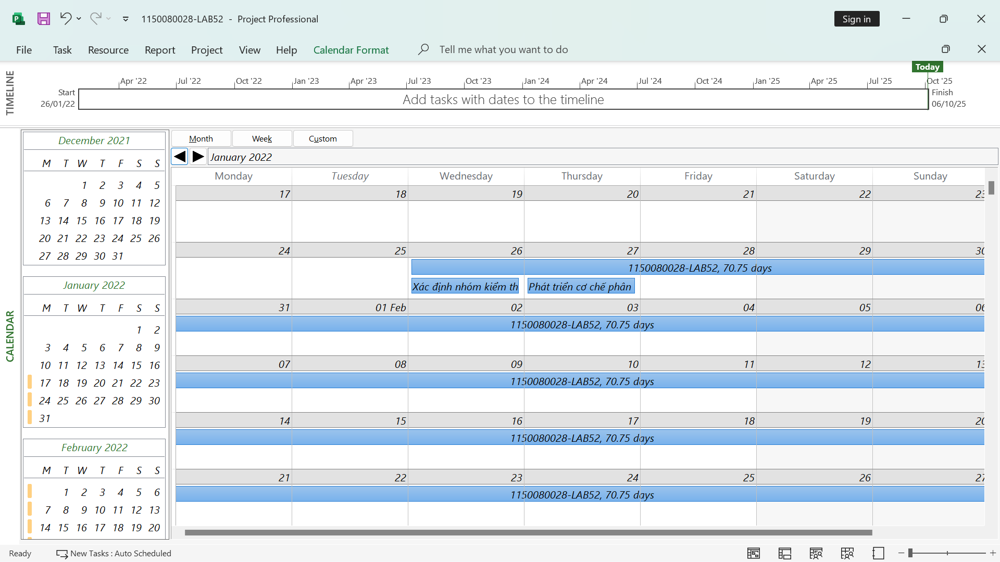 1150080028-LAB52 - Project Professional
Sign in
File Task Resource Report Project View Help Calendar Format Tell me what you want to do
TIMELINE
Today
Apr '22 Jul '22 Oct '22 Jan '23 Apr '23 Jul '23 Oct '23 Jan '24 Apr '24 Jul '24 Oct '24 Jan '25 Apr '25 Jul '25 Oct '25
Start
26/01/22
Add tasks with dates to the timeline
Finish
06/10/25
CALENDAR
December 2021
M T W T F S S
1 2 3 4 5
6 7 8 9 10 11 12
13 14 15 16 17 18 19
20 21 22 23 24 25 26
27 28 29 30 31
January 2022
M T W T F S S
1 2
3 4 5 6 7 8 9
10 11 12 13 14 15 16
17 18 19 20 21 22 23
24 25 26 27 28 29 30
31
February 2022
M T W T F S S
1 2 3 4 5 6
7 8 9 10 11 12 13
14 15 16 17 18 19 20
Month Week Custom
January 2022
Monday Tuesday Wednesday Thursday Friday Saturday Sunday
17 18 19 20 21 22 23
24 25 26 27 28 29 30
1150080028-LAB52, 70.75 days
Xác định nhóm kiểm th Phát triển cơ chế phân
31 01 Feb 02 03 04 05 06
1150080028-LAB52, 70.75 days
07 08 09 10 11 12 13
1150080028-LAB52, 70.75 days
14 15 16 17 18 19 20
1150080028-LAB52, 70.75 days
21 22 23 24 25 26 27
1150080028-LAB52, 70.75 days
Ready New Tasks : Auto Scheduled